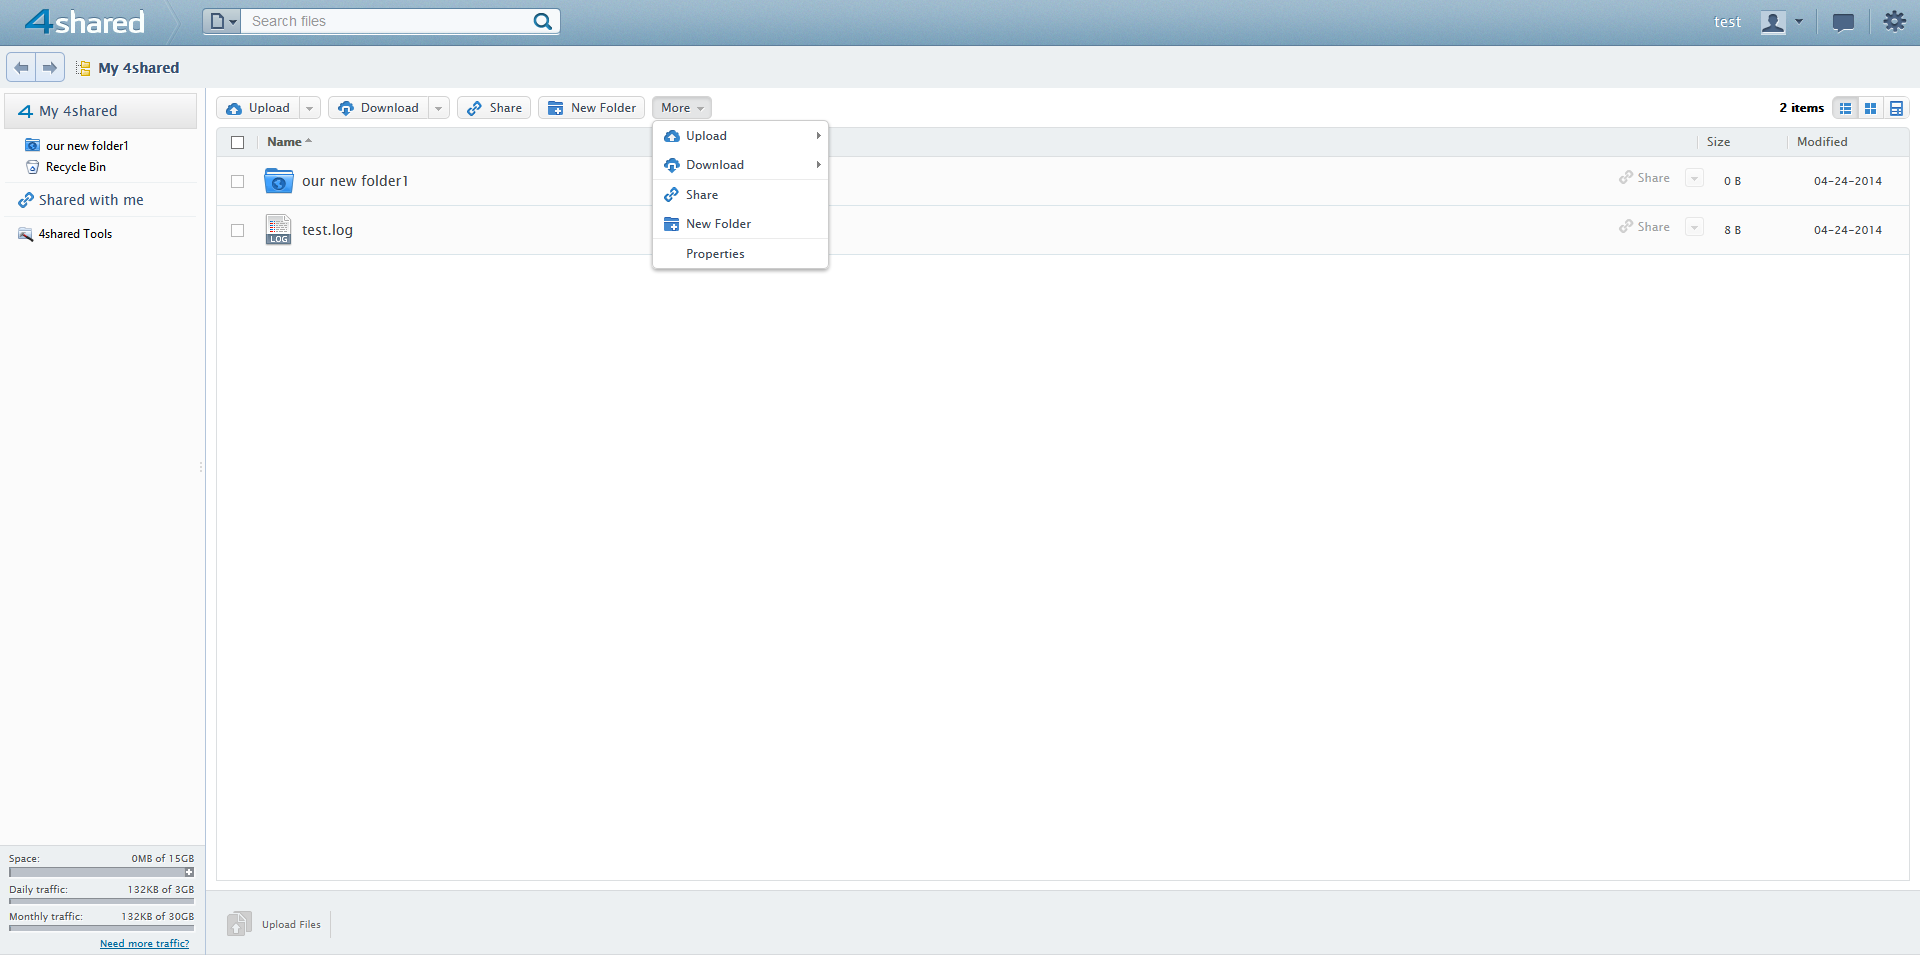 4shared
Search files
test
My 4shared
My 4shared
our new folder1
Recycle Bin
Shared with me
4shared Tools
Upload
Download
Share
New Folder
More
2 items
Name
Size
Modified
our new folder1
Share
0 B
04-24-2014
test.log
LOG
Share
8 B
04-24-2014
Upload
Download
Share
New Folder
Properties
Space: 0MB of 15GB
Daily traffic: 132KB of 3GB
Monthly traffic: 132KB of 30GB
Need more traffic?
Upload Files